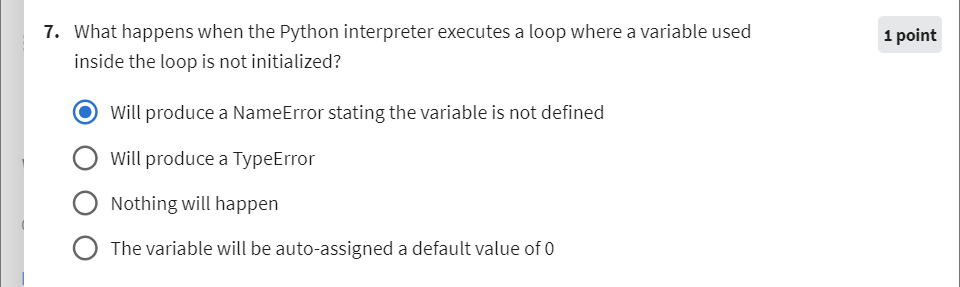 7. What happens when the Python interpreter executes a loop where a variable used
1 point
inside the loop is not initialized?
Will produce a NameError stating the variable is not defined
Will produce a TypeError
Nothing will happen
The variable will be auto-assigned a default value of 0